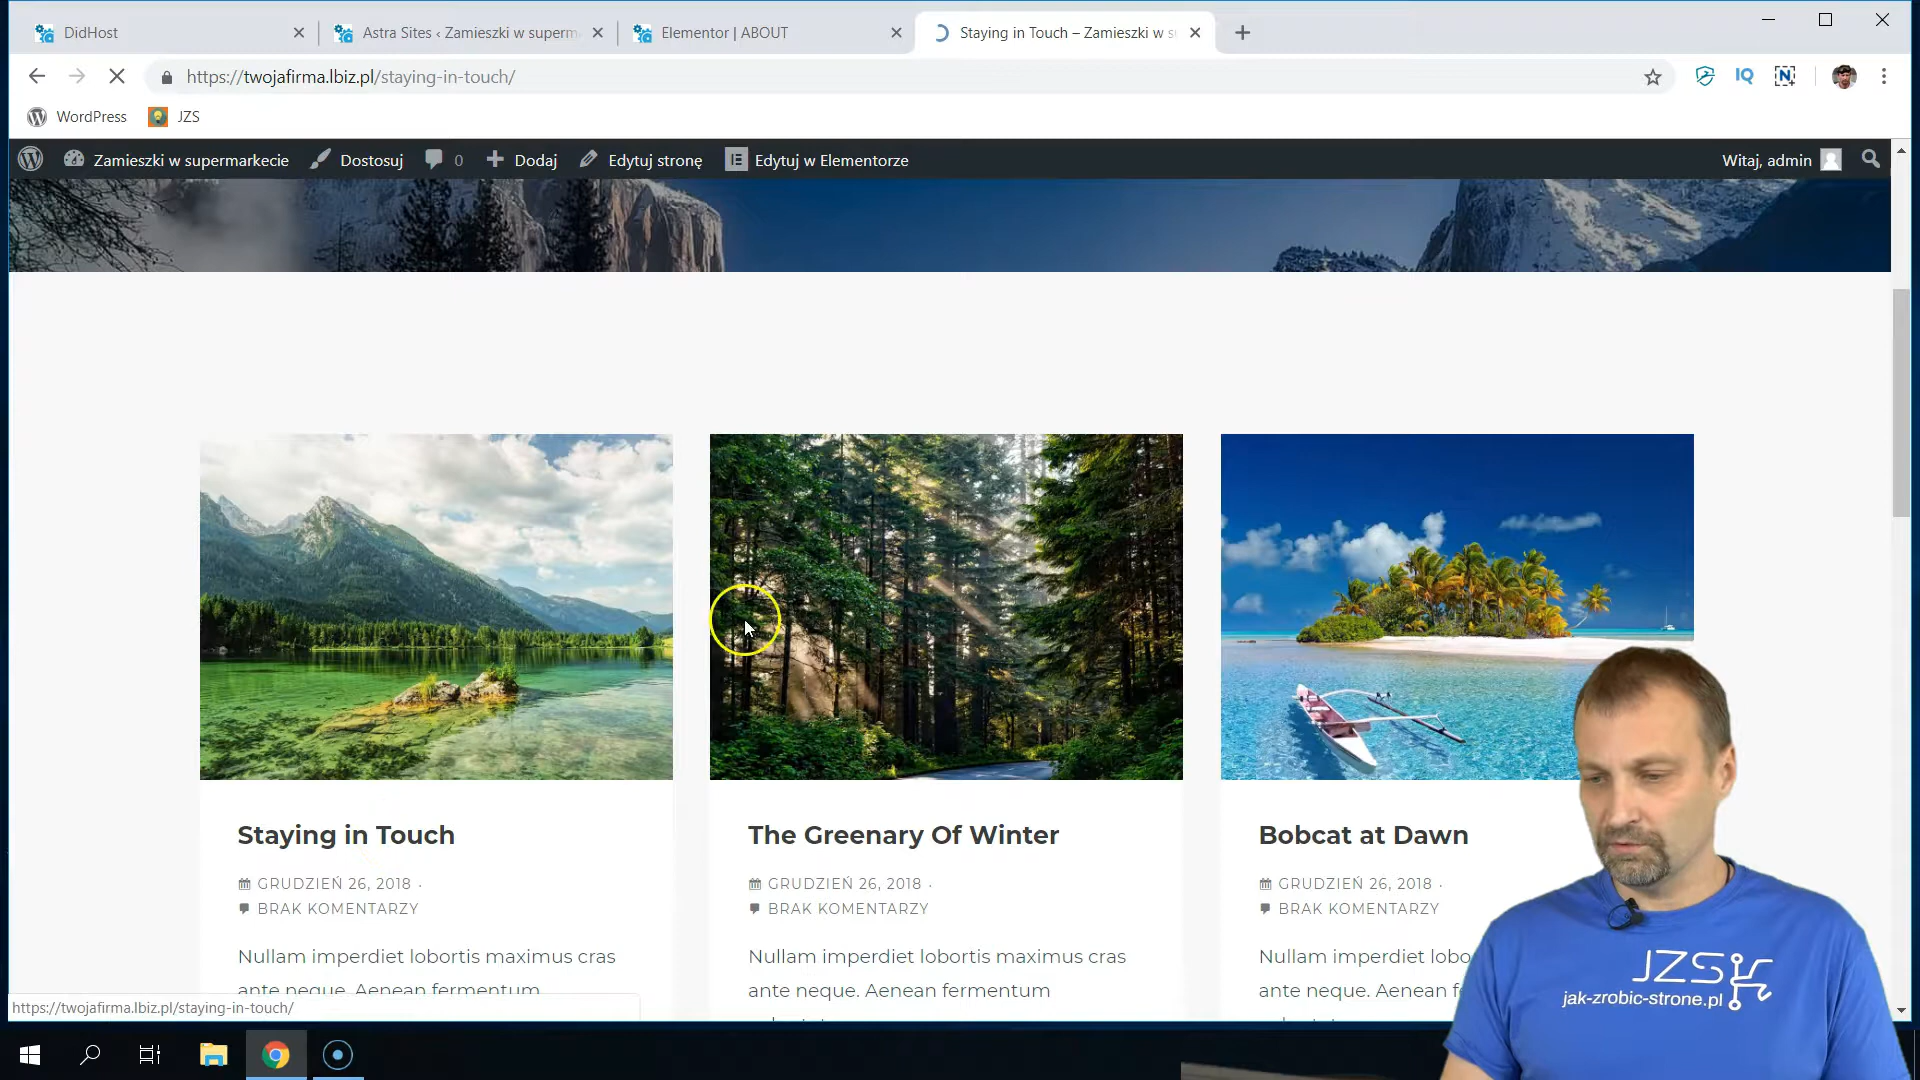 DidHost
Astra Sites ‹ Zamieszki w superm
Elementor | ABOUT
Staying in Touch – Zamieszki w s
https://twojafirma.lbiz.pl/staying-in-touch/
IQ
N
WordPress
JZS
Zamieszki w supermarkecie
Dostosuj
0
Dodaj
Edytuj stronę
Edytuj w Elementorze
Witaj, admin
Staying in Touch
GRUDZIEŃ 26, 2018 ·
BRAK KOMENTARZY
Nullam imperdiet lobortis maximus cras
ante neque. Aenean fermentum
The Greenary Of Winter
GRUDZIEŃ 26, 2018 ·
BRAK KOMENTARZY
Nullam imperdiet lobortis maximus cras
ante neque. Aenean fermentum
Bobcat at Dawn
GRUDZIEŃ 26, 2018 ·
BRAK KOMENTARZY
Nullam imperdiet lobo
ante neque. Aenean f
JZS
jak-zrobic-strone.pl
https://twojafirma.lbiz.pl/staying-in-touch/